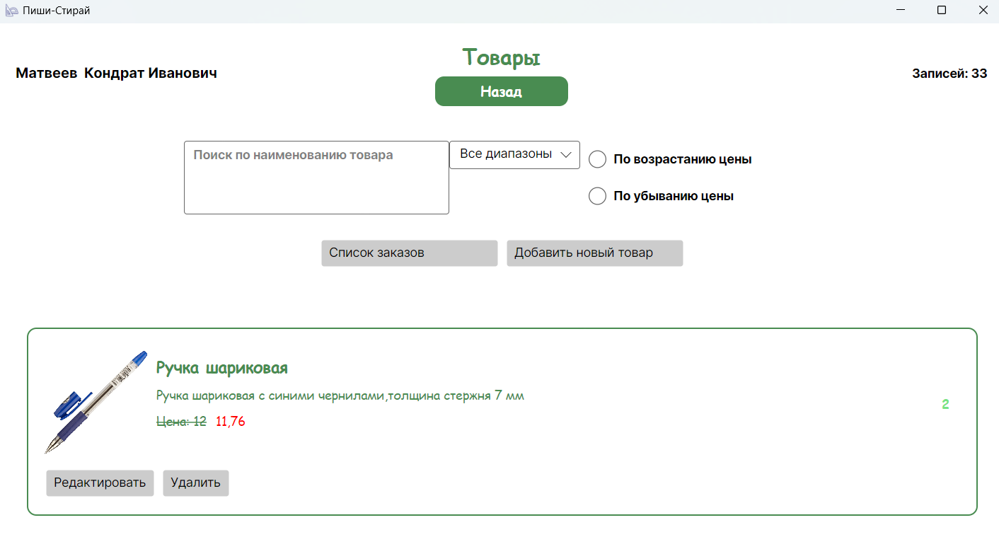 Пиши-Стирай
Товары
Матвеев Кондрат Иванович
Записей: 33
Назад
Поиск по наименованию товара
Все диапазоны
По возрастанию цены
По убыванию цены
Список заказов
Добавить новый товар
Ручка шариковая
Ручка шариковая с синими чернилами,толщина стержня 7 мм
2
Цена: 12 11,76
Редактировать
Удалить